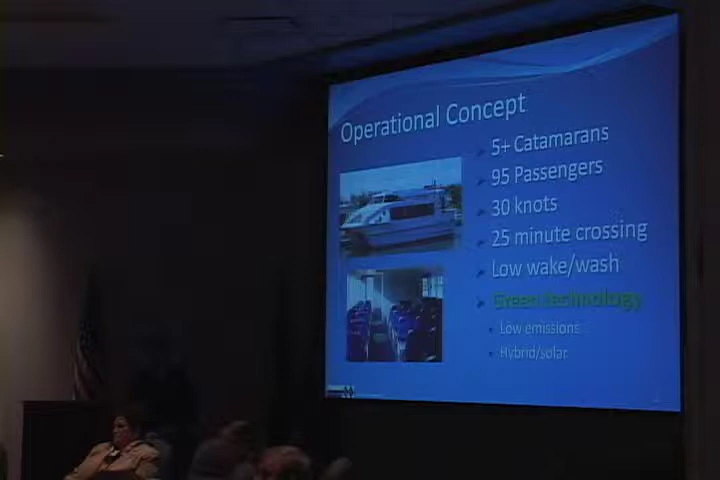 Operational Concept
5+ Catamarans
95 Passengers
30 knots
25 minute crossing
Low wake/wash
Green technology
Low emissions
Hybrid/solar